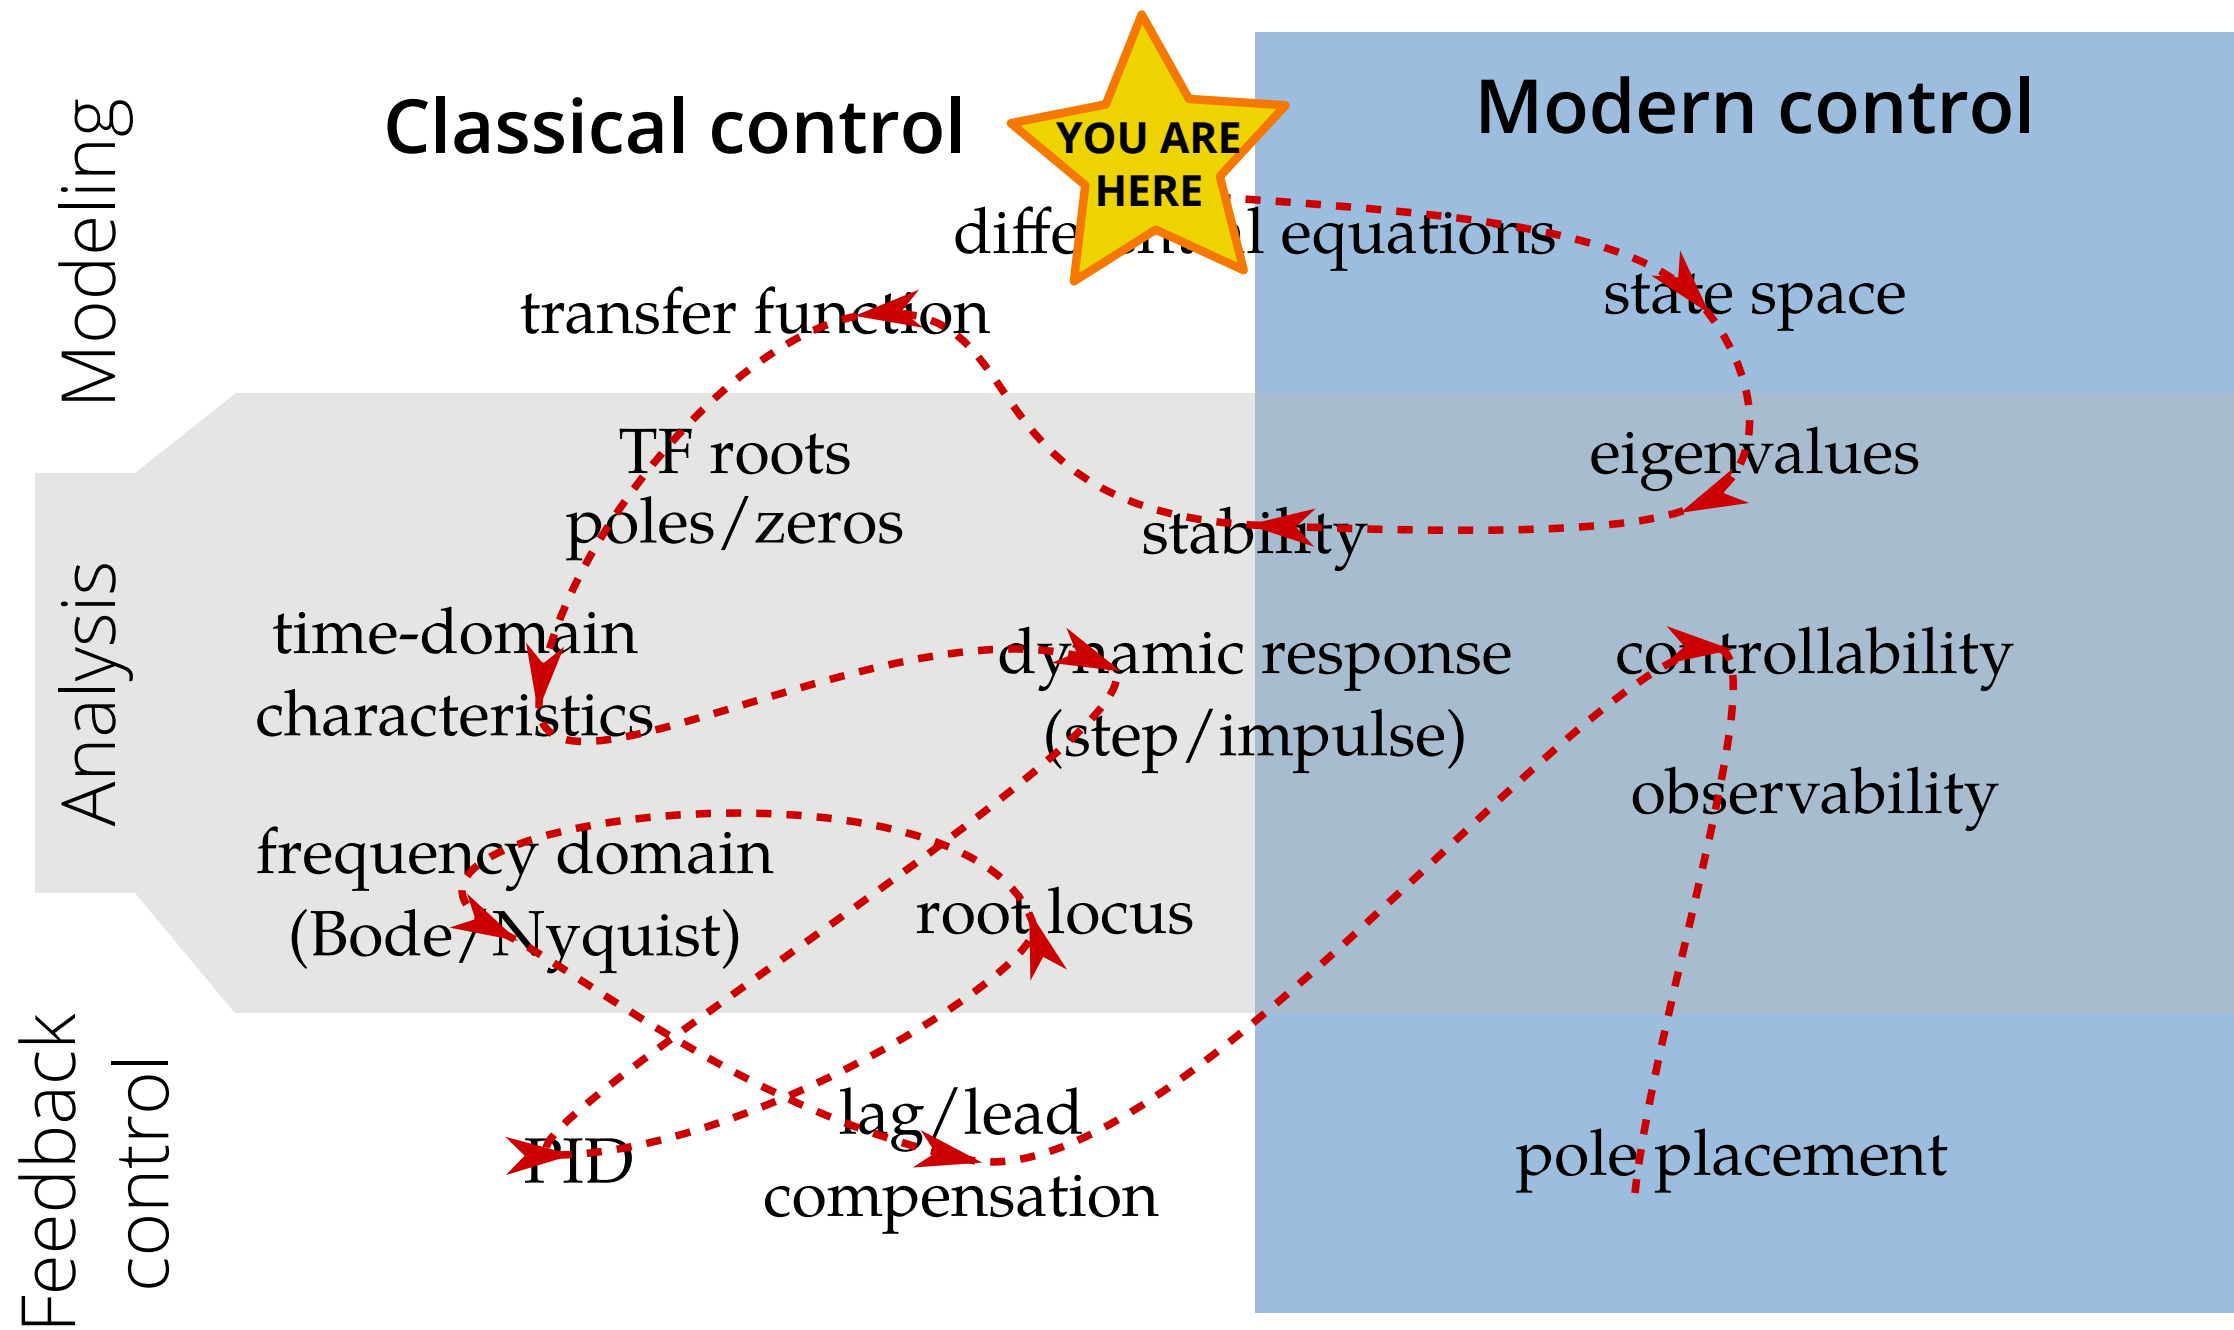 Modeling
Classical control
YOU ARE
HERE
Modern control
differential equations
transfer function
state space
Analysis
TF roots
poles/zeros
eigenvalues
stability
time-domain
characteristics
dynamic response
(step/impulse)
controllability
observability
frequency domain
(Bode/Nyquist)
root locus
Feedback
control
PID
lag/lead
compensation
pole placement